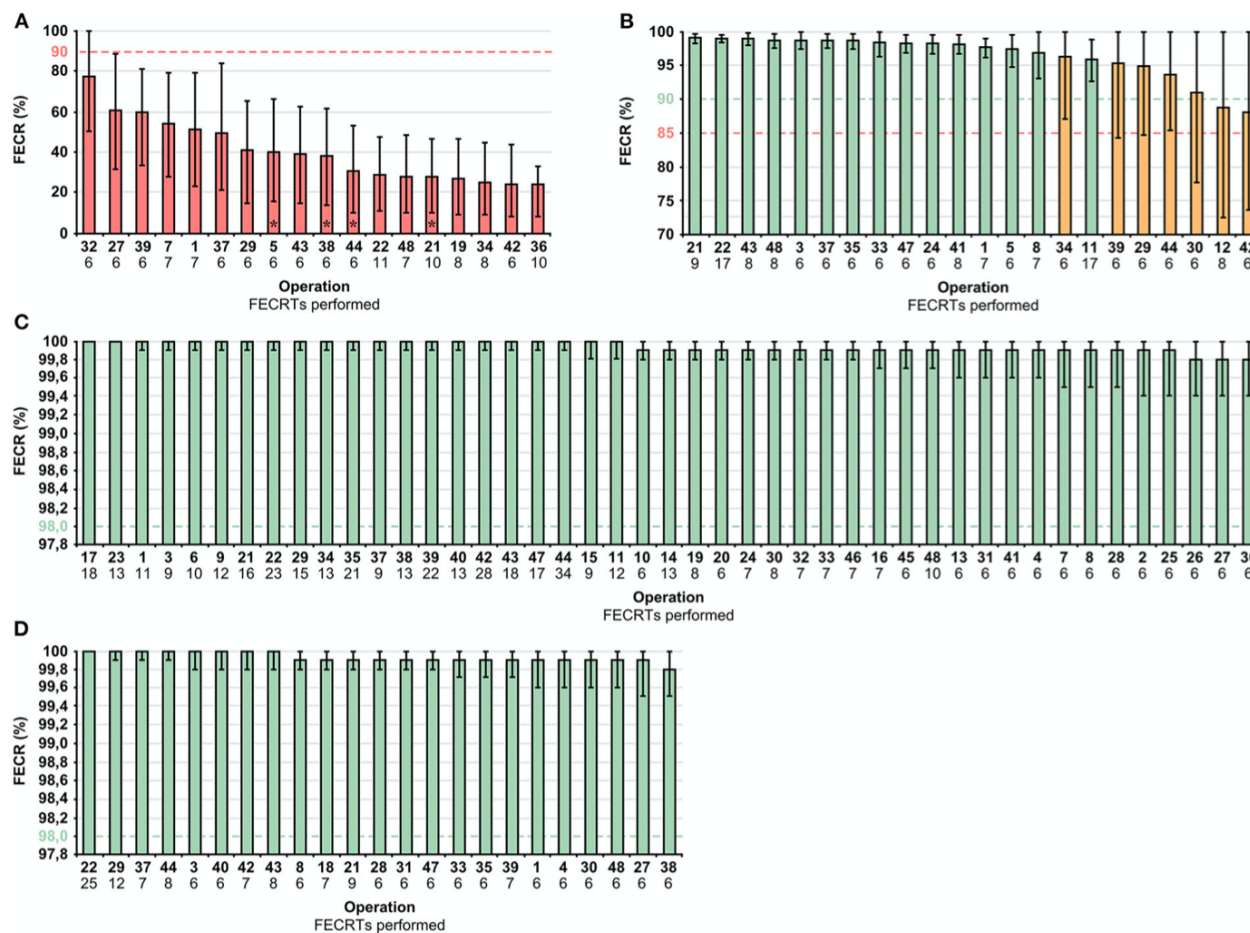 A
FECR (%)
100
90
80
60
40
20
0
* * * *
32 27 39 7 1 37 29 5 43 38 44 22 48 21 19 34 42 36
6 6 6 7 7 6 6 6 6 6 6 11 7 10 8 8 6 10
Operation
FECRTs performed
B
FECR (%)
100
95
90
85
80
75
70
21 22 43 48 3 37 35 33 47 24 41 1 5 8 34 11 39 29 44 30 12 42
9 17 8 8 6 6 6 6 6 6 8 7 6 7 6 17 6 6 6 6 8 6
Operation
FECRTs performed
C
FECR (%)
100
99,8
99,6
99,4
99,2
99,0
98,8
98,6
98,4
98,2
98,0
97,8
17 23 1 3 6 9 21 22 29 34 35 37 38 39 40 42 43 47 44 15 11 10 14 19 20 24 30 32 33 46 16 45 48 13 31 41 4 7 8 28 2 25 26 27
18 13 11 9 10 12 16 23 15 13 21 9 13 22 13 28 18 17 34 9 12 6 13 8 6 7 8 7 7 7 7 6 10 6 6 6 6 6 6 6 6 6 6 6 6
Operation
FECRTs performed
D
FECR (%)
100
99,8
99,6
99,4
99,2
99,0
98,8
98,6
98,4
98,2
98,0
97,8
22 29 37 44 3 40 42 43 8 18 21 28 31 47 33 35 39 1 4 30 48 27 38
25 12 7 8 6 6 7 8 6 7 9 6 6 6 6 6 7 6 6 6 6 6 6
Operation
FECRTs performed